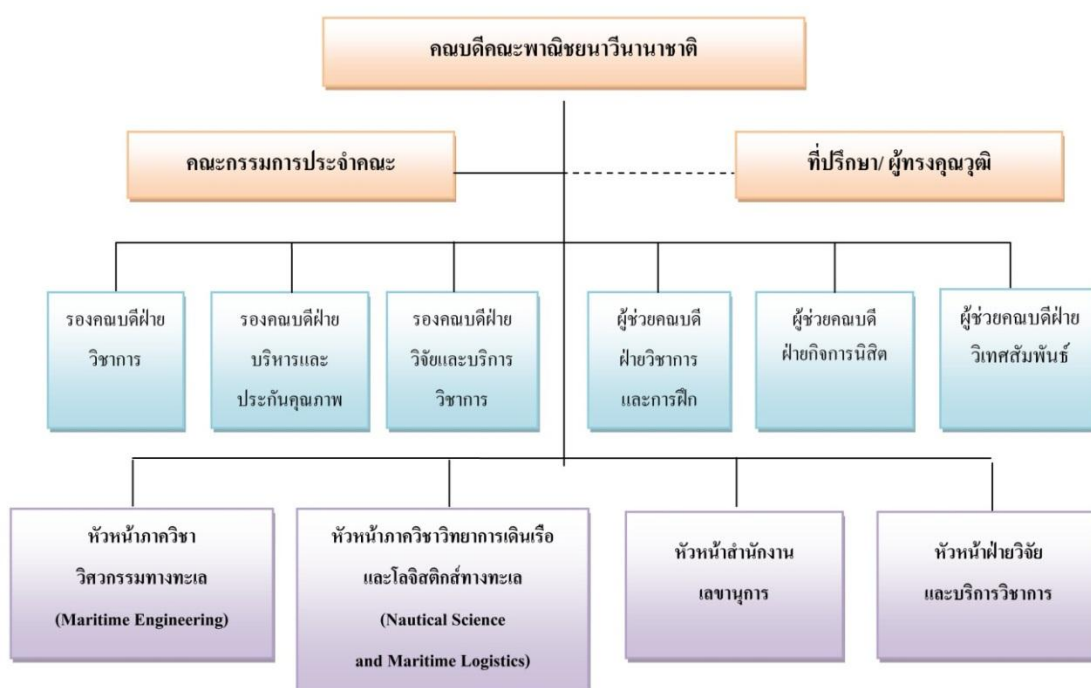 คณบดีคณะพาณิชยนาวีนานาชาติ
คณะกรรมการประจำคณะ
ที่ปรึกษา/ ผู้ทรงคุณวุฒิ
รองคณบดีฝ่าย
วิชาการ
รองคณบดีฝ่าย
บริหารและ
ประกันคุณภาพ
รองคณบดีฝ่าย
วิจัยและบริการ
วิชาการ
ผู้ช่วยคณบดี
ฝ่ายวิชาการ
และการฝึก
ผู้ช่วยคณบดี
ฝ่ายกิจการนิสิต
ผู้ช่วยคณบดีฝ่าย
วิเทศสัมพันธ์
หัวหน้าภาควิชา
วิศวกรรมทางทะเล
(Maritime Engineering)
หัวหน้าภาควิชาวิทยาการเดินเรือ
และโลจิสติกส์ทางทะเล
(Nautical Science
and Maritime Logistics)
หัวหน้าสำนักงาน
เลขานุการ
หัวหน้าฝ่ายวิจัย
และบริการวิชาการ